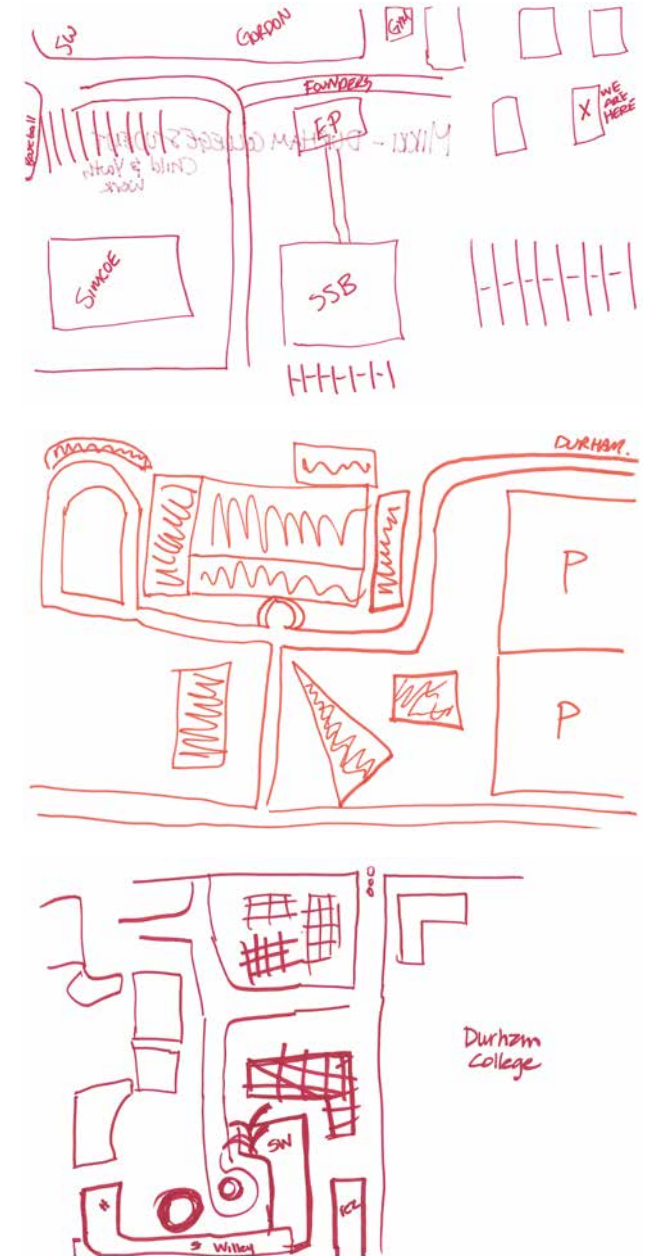 SW
GORDON
Gym
FOUNDERS
E.P
Baseball
X WE
ARE
HERE
MIKKI - DURHAM COLLEGE STUDENT
Child & Youth
Work
SIMCOE
SSB
DURHAM.
P
P
Durham
College
SW
H
S Willey